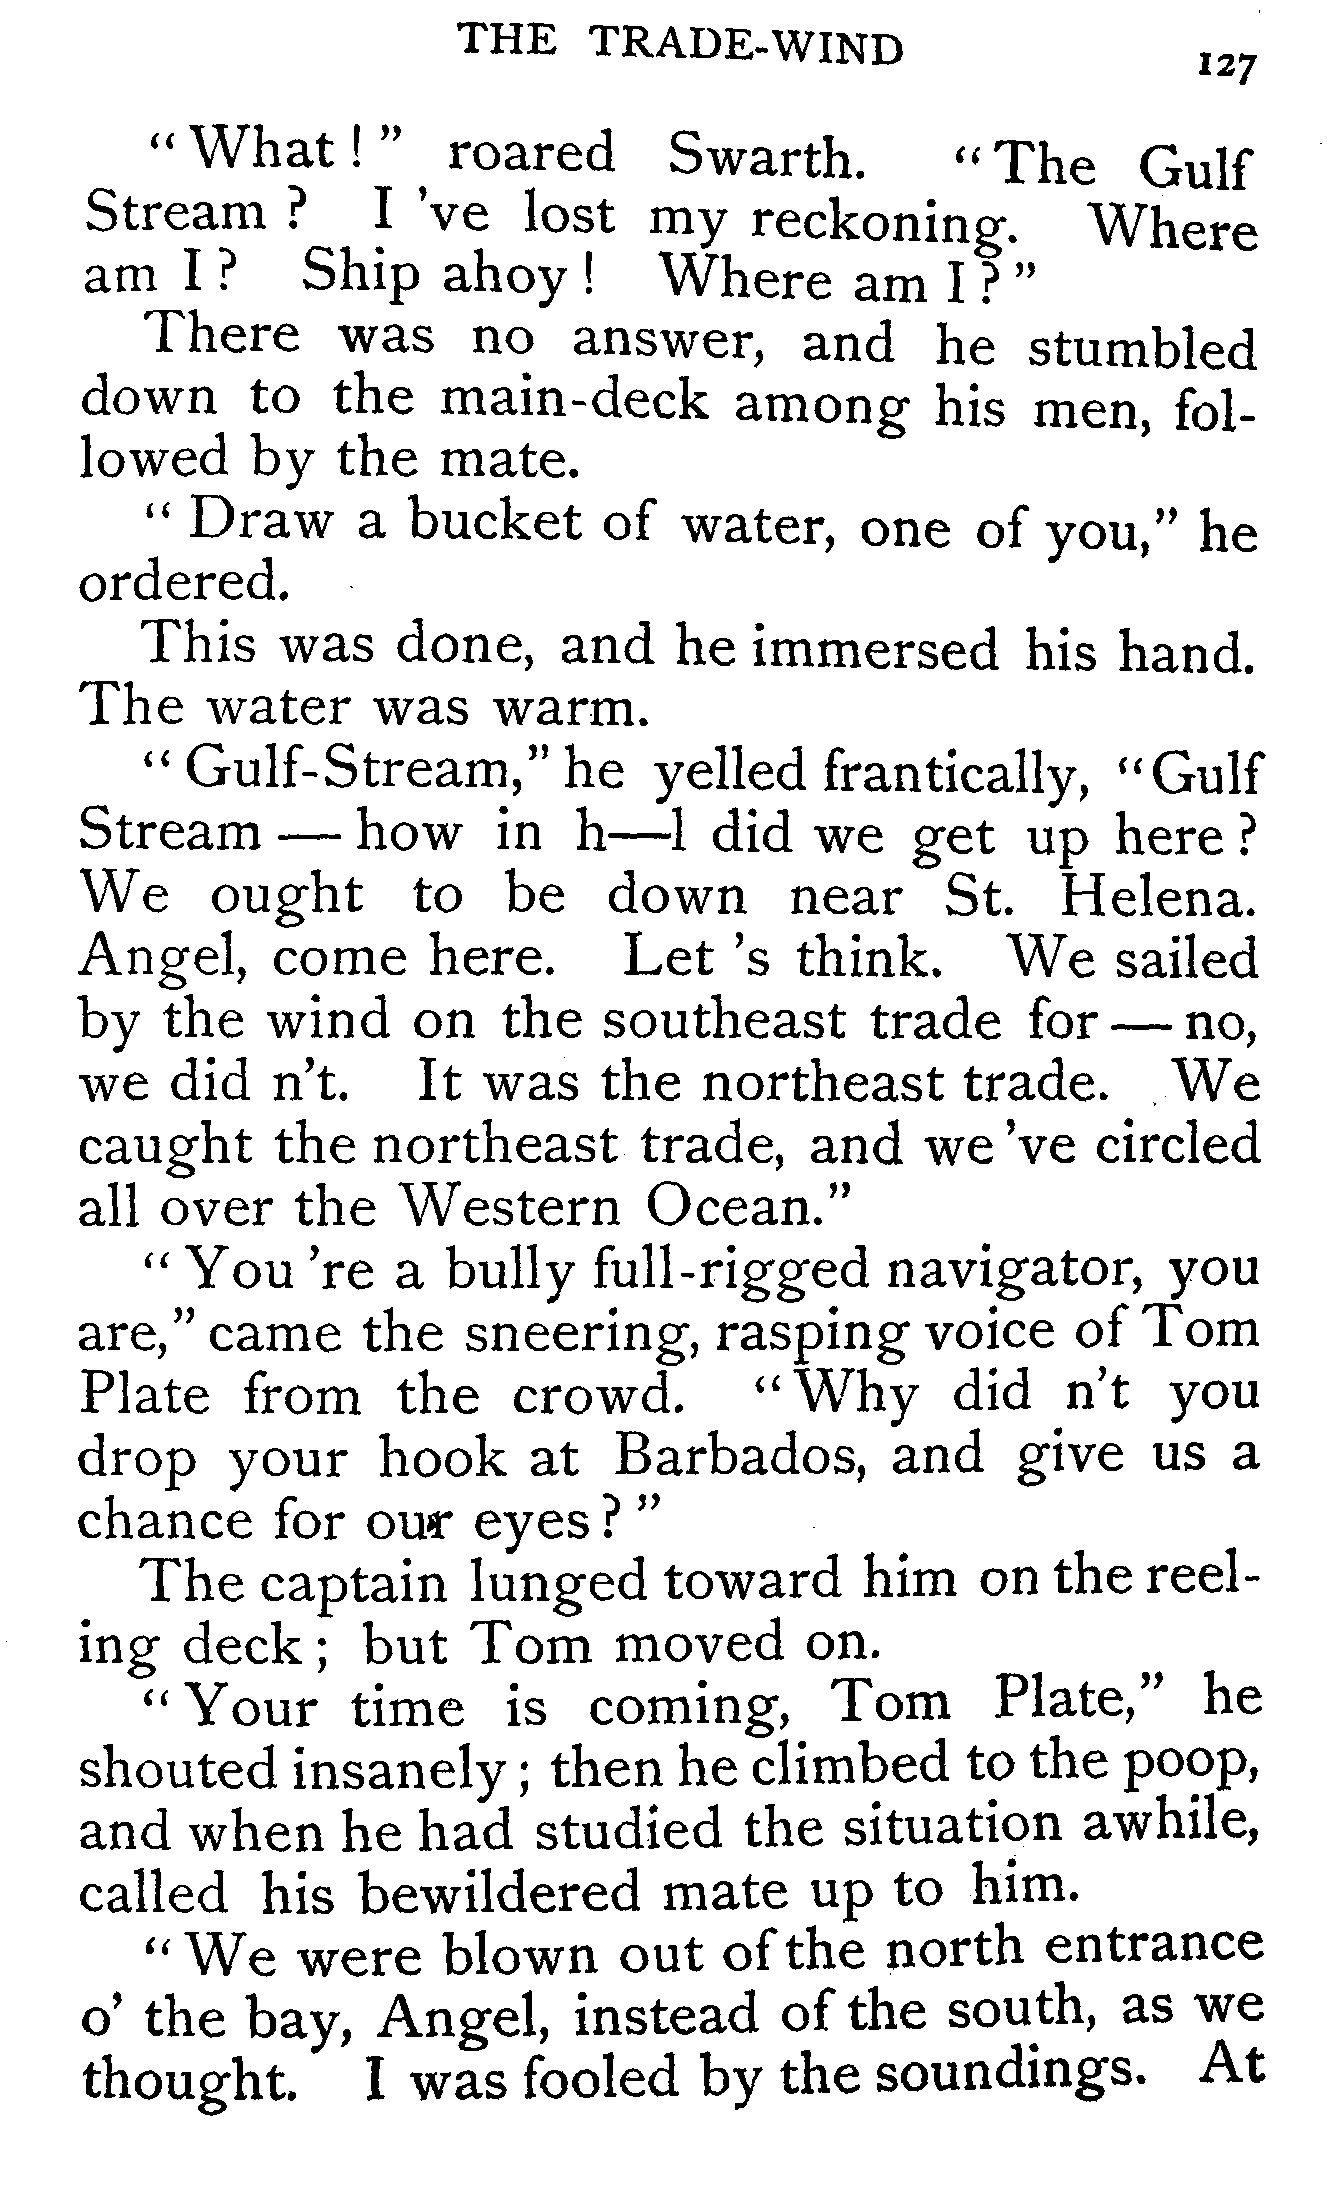 THE TRADE-WIND 127
"What!" roared Swarth. "The Gulf
Stream? I 've lost my reckoning. Where
am I? Ship ahoy! Where am I?"
There was no answer, and he stumbled
down to the main-deck among his men, fol-
lowed by the mate.
"Draw a bucket of water, one of you," he
ordered.
This was done, and he immersed his hand.
The water was warm.
"Gulf-Stream," he yelled frantically, "Gulf
Stream — how in h—l did we get up here?
We ought to be down near St. Helena.
Angel, come here. Let 's think. We sailed
by the wind on the southeast trade for — no,
we did n't. It was the northeast trade. We
caught the northeast trade, and we 've circled
all over the Western Ocean."
"You 're a bully full-rigged navigator, you
are," came the sneering, rasping voice of Tom
Plate from the crowd. "Why did n't you
drop your hook at Barbados, and give us a
chance for our eyes?"
The captain lunged toward him on the reel-
ing deck; but Tom moved on.
"Your time is coming, Tom Plate," he
shouted insanely; then he climbed to the poop,
and when he had studied the situation awhile,
called his bewildered mate up to him.
"We were blown out of the north entrance
o' the bay, Angel, instead of the south, as we
thought. I was fooled by the soundings. At